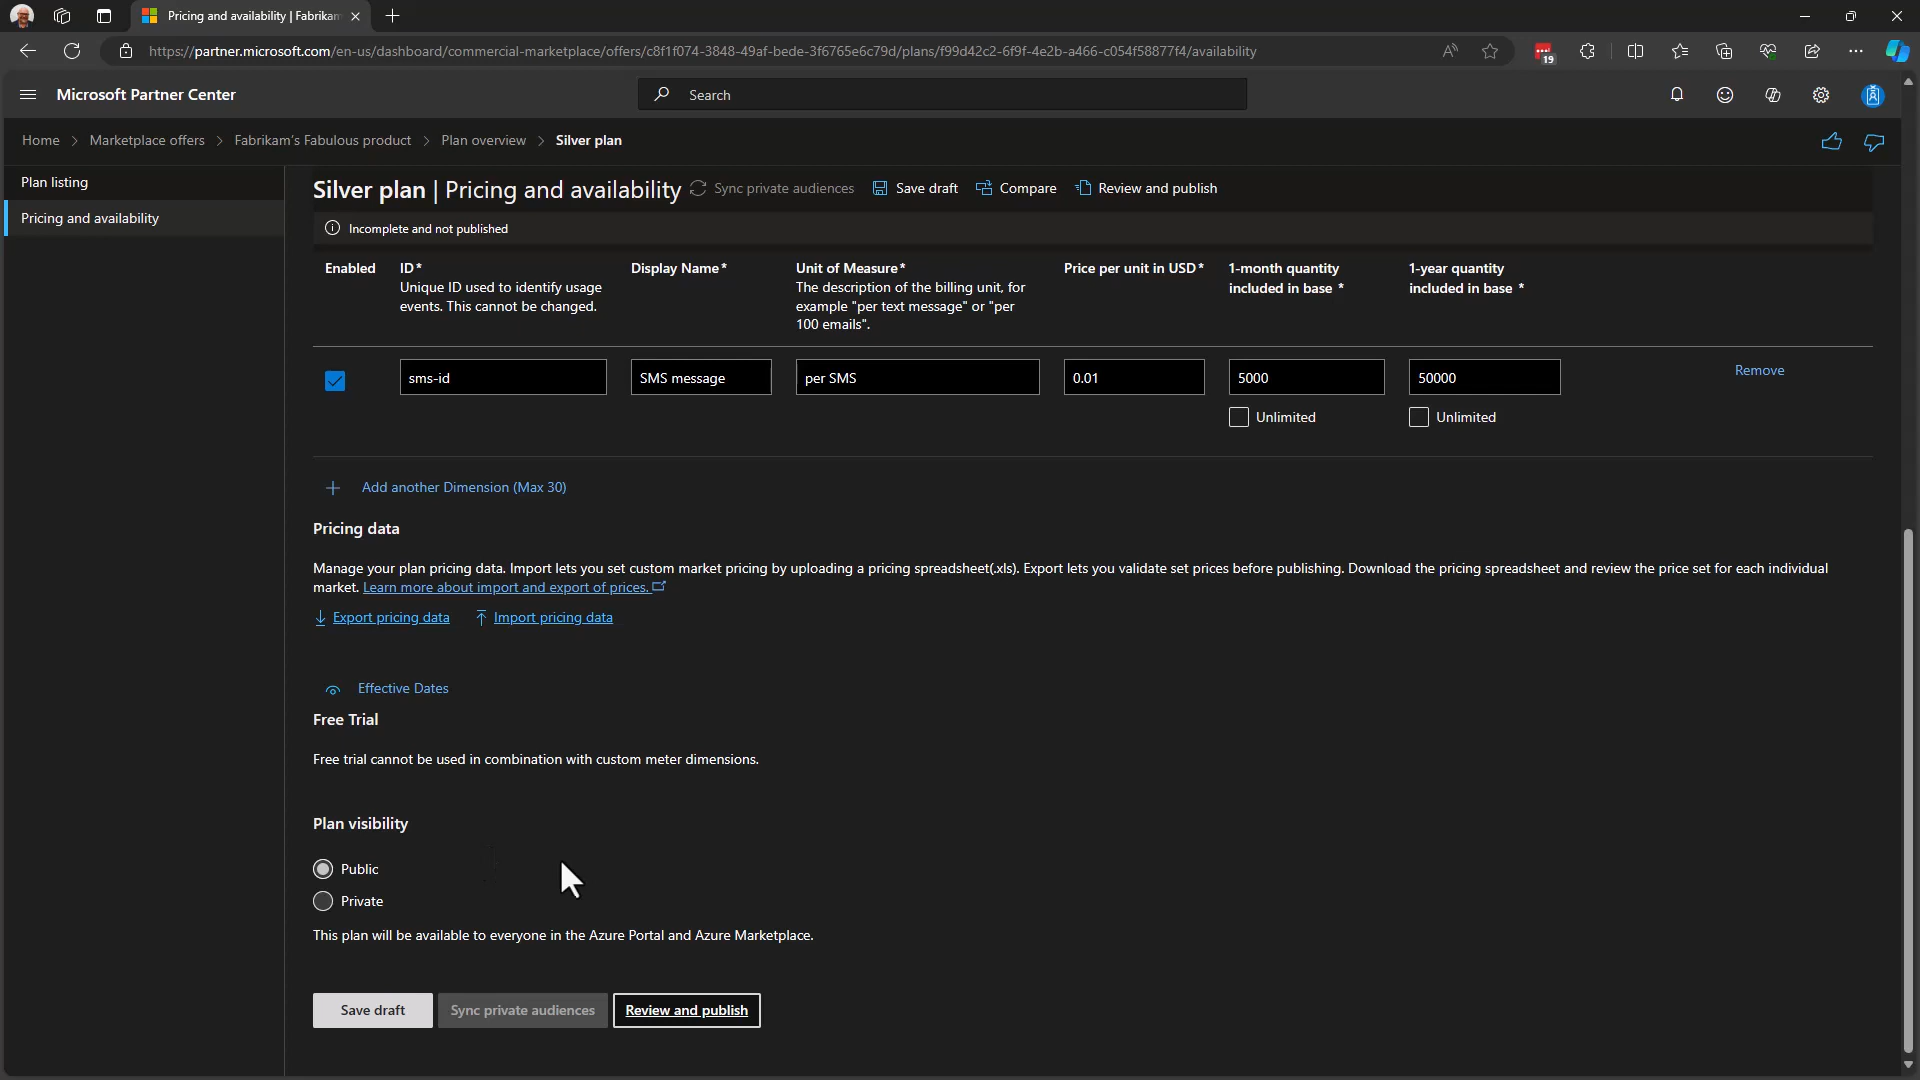 Pricing and availability | Fabrikam
https://partner.microsoft.com/en-us/dashboard/commercial-marketplace/offers/c8f1f074-3848-49af-bede-3f6765e6c79d/plans/f99d42c2-6f9f-4e2b-a466-c054f58877f4/availability
19
Microsoft Partner Center
Search
Home > Marketplace offers > Fabrikam's Fabulous product > Plan overview > Silver plan
Plan listing
Pricing and availability
Silver plan | Pricing and availability
Sync private audiences
Save draft
Compare
Review and publish
Incomplete and not published
Enabled
ID*
Unique ID used to identify usage
events. This cannot be changed.
Display Name*
Unit of Measure*
The description of the billing unit, for
example "per text message" or "per
100 emails".
Price per unit in USD*
1-month quantity
included in base *
1-year quantity
included in base *
sms-id
SMS message
per SMS
0.01
5000
50000
Remove
Unlimited
Unlimited
Add another Dimension (Max 30)
Pricing data
Manage your plan pricing data. Import lets you set custom market pricing by uploading a pricing spreadsheet(.xls). Export lets you validate set prices before publishing. Download the pricing spreadsheet and review the price set for each individual
market. Learn more about import and export of prices.
Export pricing data
Import pricing data
Effective Dates
Free Trial
Free trial cannot be used in combination with custom meter dimensions.
Plan visibility
Public
Private
This plan will be available to everyone in the Azure Portal and Azure Marketplace.
Save draft
Sync private audiences
Review and publish